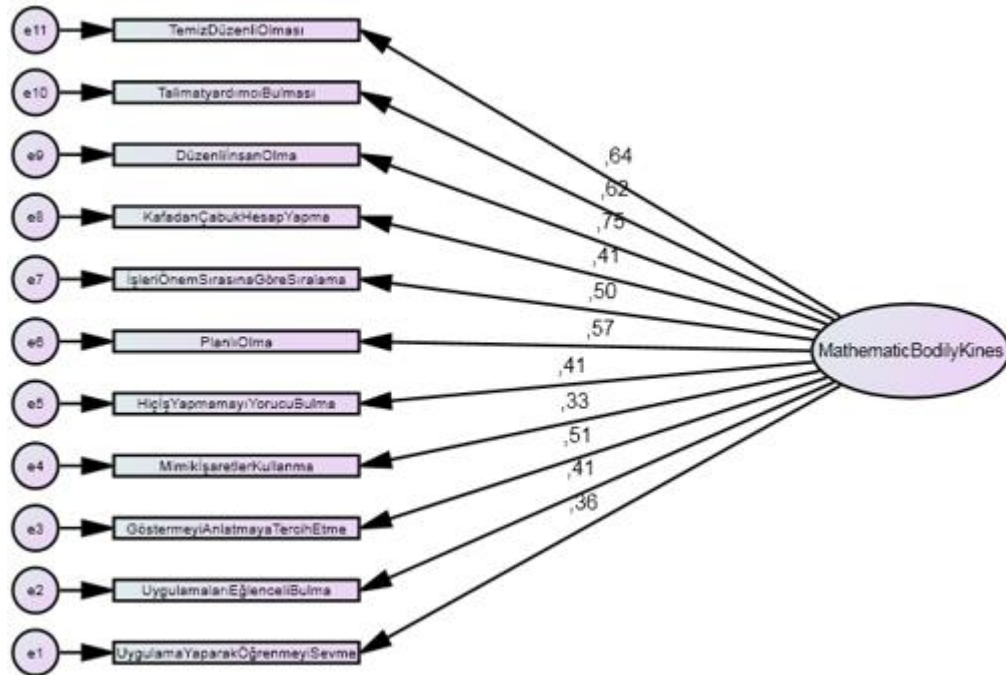 e11
TemizDüzenliOlması
e10
TalimatyardımcıBulması
e9
DüzenliİnsanOlma
e8
KafadanÇabukHesapYapma
e7
İşleriÖnemSırasınaGöreSıralama
e6
PlanlıOlma
e5
HiçİşYapmamayıYorucuBulma
e4
MimikİşaretlerKullanma
e3
GöstermeyiAnlatmayaTercihEtme
e2
UygulamalarıEğlenceliBulma
e1
UygulamaYaparakÖğrenmeyiSevme
,64
,62
,75
,41
,50
,57
,41
,33
,51
,41
,36
MathematicBodilyKines